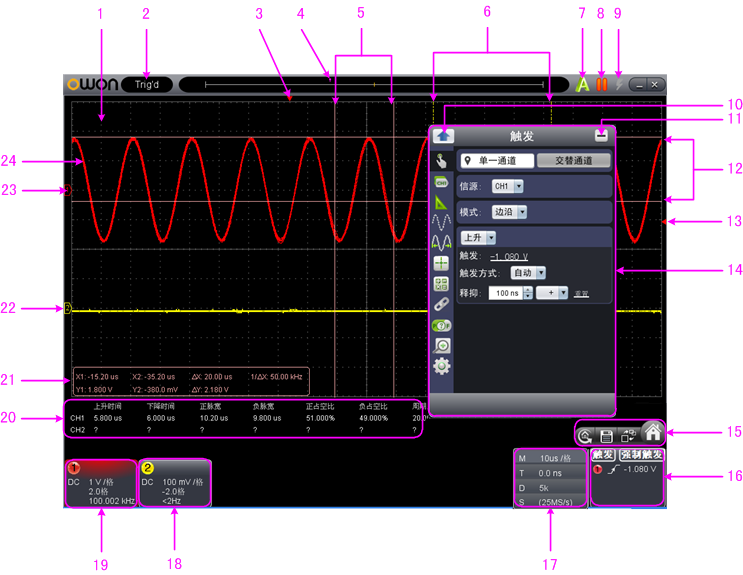 1 2 3 4 5 6 7 8 9
OWON Trig'd A
10
11
触发
单一通道 交替通道
信源: CH1
CH1
12
模式: 边沿
13
上升
触发: -1.080 V
触发方式: 自动
14
释抑: 100 ns +
24
23
22
2
21
X1: -15.20 us X2: -35.20 us ΔX: 20.00 us 1/ΔX: 50.00 kHz
Y1: 1.800 V Y2: -380.0 mV ΔY: 2.180 V
20
上升时间 下降时间 正脉宽 负脉宽 正占空比 负占空比 周期
CH1 5.800 us 6.000 us 10.20 us 9.800 us 51.000% 49.000% 20.0
CH2 ? ? ? ? ? ? ?
15
1
DC 1 V /格
2.0格
100.002 kHz
2
DC 100 mV /格
-2.0格
<2Hz
M 10us /格
T 0.0 ns
D 5k
S (25MS/s)
触发 强制触发
1 -1.080 V
16
17
18
19